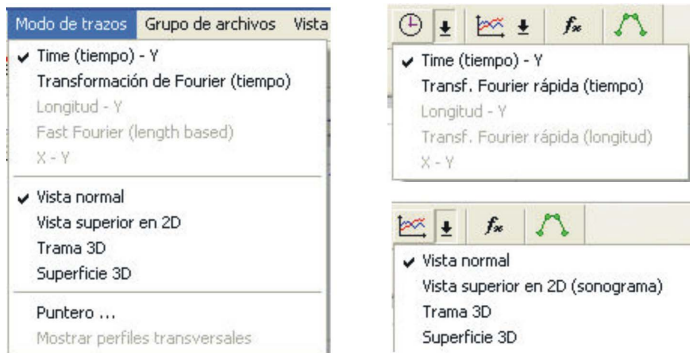 Modo de trazos Grupo de archivos Vista
Time (tiempo) - Y
Transformación de Fourier (tiempo)
Longitud - Y
Fast Fourier (length based)
X - Y
Vista normal
Vista superior en 2D
Trama 3D
Superficie 3D
Puntero ...
Mostrar perfiles transversales
f∞
Time (tiempo) - Y
Transf. Fourier rápida (tiempo)
Longitud - Y
Transf. Fourier rápida (longitud)
X - Y
f∞
Vista normal
Vista superior en 2D (sonograma)
Trama 3D
Superficie 3D